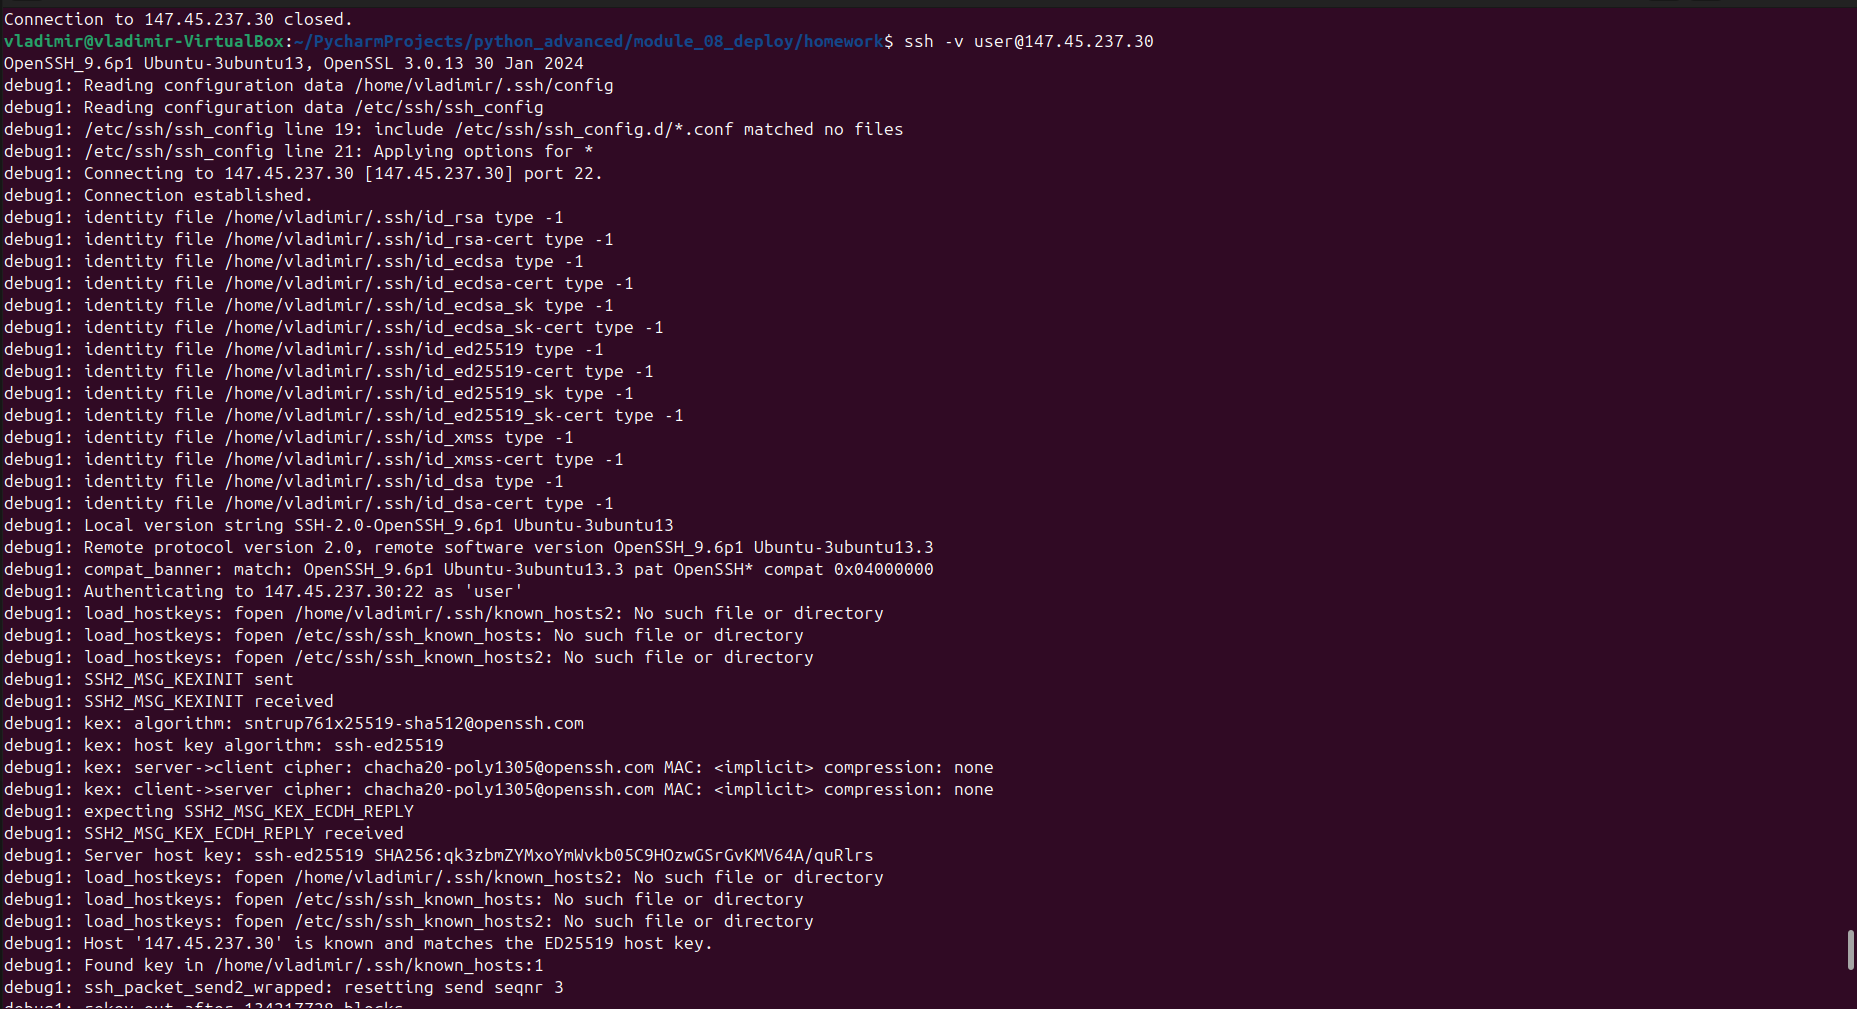 Connection to 147.45.237.30 closed.
vladimir@vladimir-VirtualBox:~/PycharmProjects/python_advanced/module_08_deploy/homework$ ssh -v user@147.45.237.30
OpenSSH_9.6p1 Ubuntu-3ubuntu13, OpenSSL 3.0.13 30 Jan 2024
debug1: Reading configuration data /home/vladimir/.ssh/config
debug1: Reading configuration data /etc/ssh/ssh_config
debug1: /etc/ssh/ssh_config line 19: include /etc/ssh/ssh_config.d/*.conf matched no files
debug1: /etc/ssh/ssh_config line 21: Applying options for *
debug1: Connecting to 147.45.237.30 [147.45.237.30] port 22.
debug1: Connection established.
debug1: identity file /home/vladimir/.ssh/id_rsa type -1
debug1: identity file /home/vladimir/.ssh/id_rsa-cert type -1
debug1: identity file /home/vladimir/.ssh/id_ecdsa type -1
debug1: identity file /home/vladimir/.ssh/id_ecdsa-cert type -1
debug1: identity file /home/vladimir/.ssh/id_ecdsa_sk type -1
debug1: identity file /home/vladimir/.ssh/id_ecdsa_sk-cert type -1
debug1: identity file /home/vladimir/.ssh/id_ed25519 type -1
debug1: identity file /home/vladimir/.ssh/id_ed25519-cert type -1
debug1: identity file /home/vladimir/.ssh/id_ed25519_sk type -1
debug1: identity file /home/vladimir/.ssh/id_ed25519_sk-cert type -1
debug1: identity file /home/vladimir/.ssh/id_xmss type -1
debug1: identity file /home/vladimir/.ssh/id_xmss-cert type -1
debug1: identity file /home/vladimir/.ssh/id_dsa type -1
debug1: identity file /home/vladimir/.ssh/id_dsa-cert type -1
debug1: Local version string SSH-2.0-OpenSSH_9.6p1 Ubuntu-3ubuntu13
debug1: Remote protocol version 2.0, remote software version OpenSSH_9.6p1 Ubuntu-3ubuntu13.3
debug1: compat_banner: match: OpenSSH_9.6p1 Ubuntu-3ubuntu13.3 pat OpenSSH* compat 0x04000000
debug1: Authenticating to 147.45.237.30:22 as 'user'
debug1: load_hostkeys: fopen /home/vladimir/.ssh/known_hosts2: No such file or directory
debug1: load_hostkeys: fopen /etc/ssh/ssh_known_hosts: No such file or directory
debug1: load_hostkeys: fopen /etc/ssh/ssh_known_hosts2: No such file or directory
debug1: SSH2_MSG_KEXINIT sent
debug1: SSH2_MSG_KEXINIT received
debug1: kex: algorithm: sntrup761x25519-sha512@openssh.com
debug1: kex: host key algorithm: ssh-ed25519
debug1: kex: server->client cipher: chacha20-poly1305@openssh.com MAC: <implicit> compression: none
debug1: kex: client->server cipher: chacha20-poly1305@openssh.com MAC: <implicit> compression: none
debug1: expecting SSH2_MSG_KEX_ECDH_REPLY
debug1: SSH2_MSG_KEX_ECDH_REPLY received
debug1: Server host key: ssh-ed25519 SHA256:qk3zbmZYMxoYmWvkb05C9HOzwGSrGvKMV64A/quRlrs
debug1: load_hostkeys: fopen /home/vladimir/.ssh/known_hosts2: No such file or directory
debug1: load_hostkeys: fopen /etc/ssh/ssh_known_hosts: No such file or directory
debug1: load_hostkeys: fopen /etc/ssh/ssh_known_hosts2: No such file or directory
debug1: Host '147.45.237.30' is known and matches the ED25519 host key.
debug1: Found key in /home/vladimir/.ssh/known_hosts:1
debug1: ssh_packet_send2_wrapped: resetting send seqnr 3
debug1: rekey out after 134217728 blocks